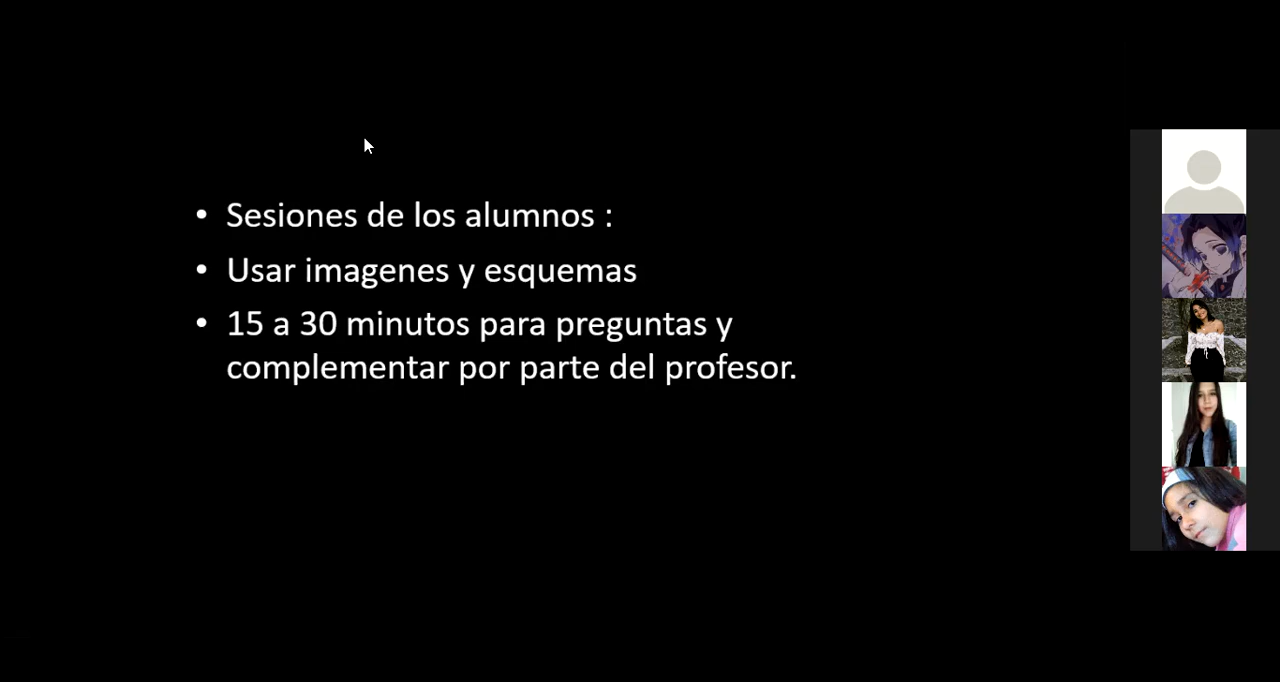 • Sesiones de los alumnos :
• Usar imagenes y esquemas
• 15 a 30 minutos para preguntas y
complementar por parte del profesor.